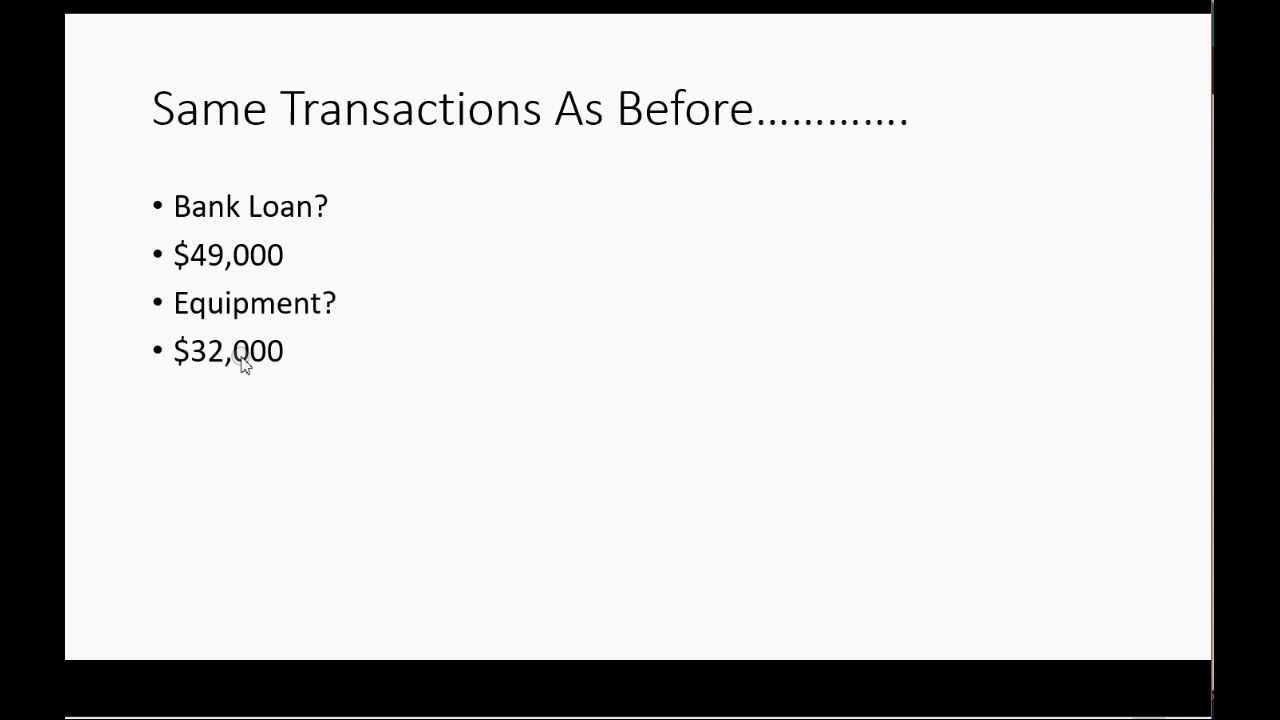 Same Transactions As Before.............
• Bank Loan?
• $49,000
• Equipment?
• $32,000